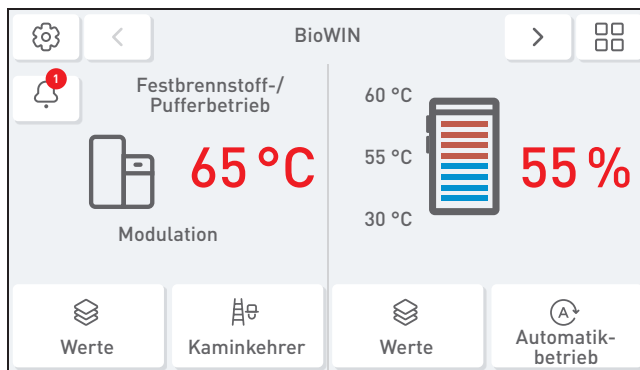 BioWIN
1
Festbrennstoff-/
Pufferbetrieb
65 °C
Modulation
60 °C
55 °C
30 °C
55 %
Werte
Kaminkehrer
Werte
A
Automatik-
betrieb